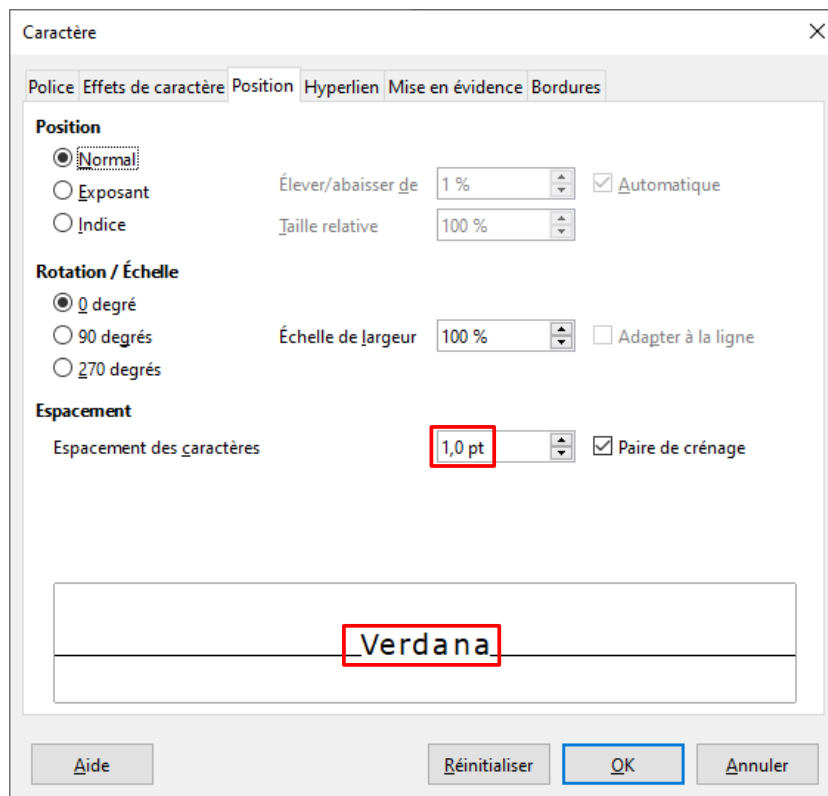 Caractère
Police Effets de caractère Position Hyperlien Mise en évidence Bordures
Position
Normal
Exposant Élever/abaisser de 1 % Automatique
Indice Taille relative 100 %
Rotation / Échelle
0 degré
90 degrés Échelle de largeur 100 % Adapter à la ligne
270 degrés
Espacement
Espacement des caractères 1,0 pt Paire de crénage
Verdana
Aide Réinitialiser OK Annuler